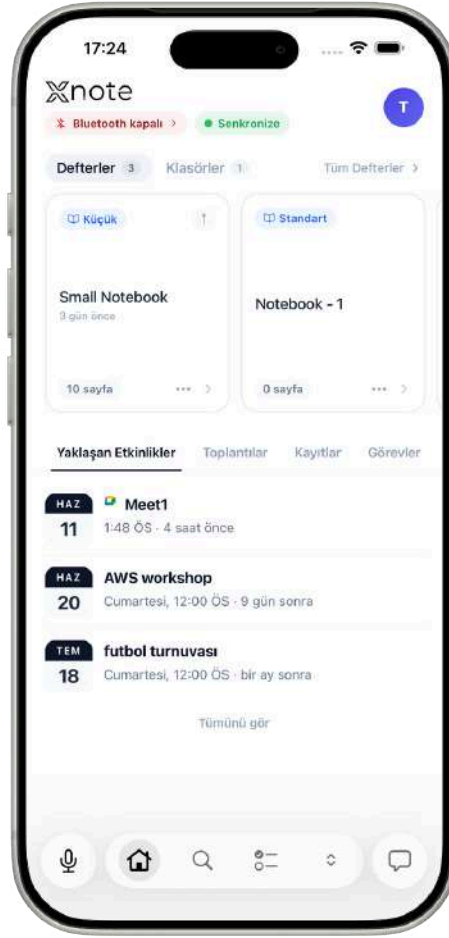 17:24
Xnote
T
Bluetooth kapalı >
Senkronize
Defterler 3
Klasörler 1
Tüm Defterler >
Küçük
↑
Standart
Small Notebook
3 gün önce
Notebook - 1
10 sayfa ... >
0 sayfa ... >
Yaklaşan Etkinlikler
Toplantılar
Kayıtlar
Görevler
HAZ
11
Meet1
1:48 ÖS · 4 saat önce
HAZ
20
AWS workshop
Cumartesi, 12:00 ÖS · 9 gün sonra
TEM
18
futbol turnuvası
Cumartesi, 12:00 ÖS · bir ay sonra
Tümünü gör